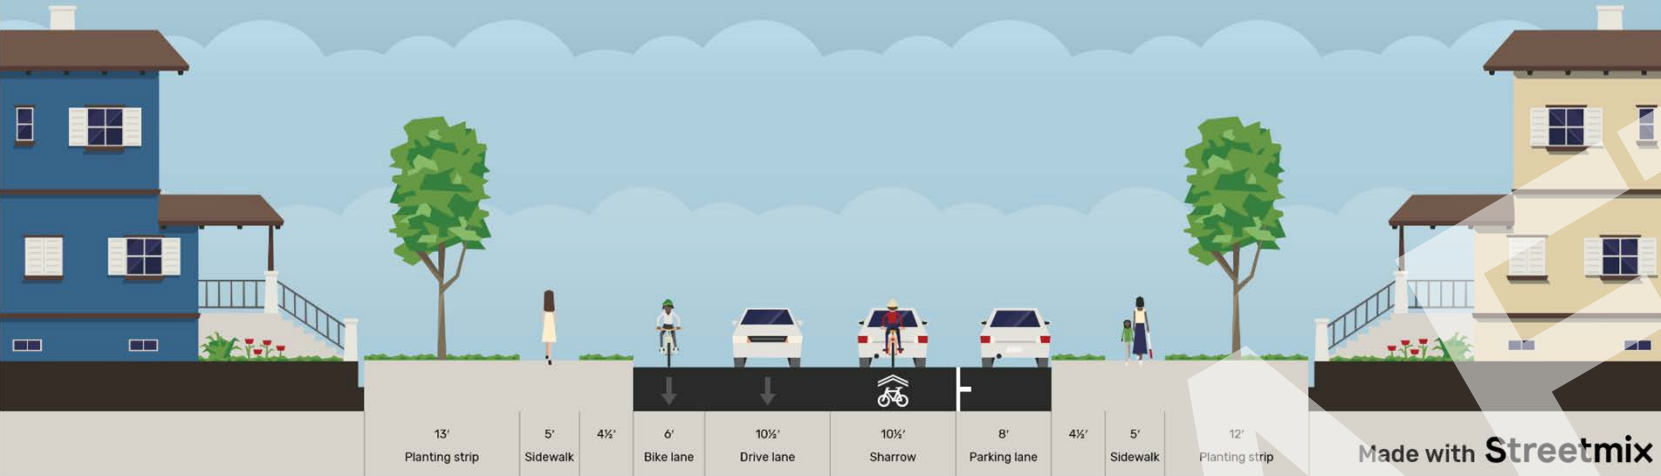 13'
Planting strip
5'
Sidewalk
4½'
6'
Bike lane
10½'
Drive lane
10½'
Sharrow
8'
Parking lane
4½'
5'
Sidewalk
12'
Planting strip
Made with Streetmix